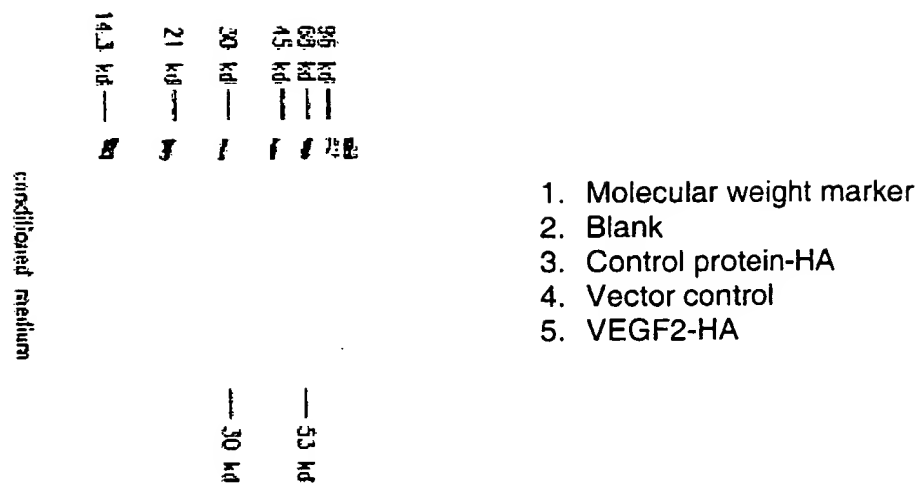 96 kd
68 kd
45 kd
30 kd
21 kd
14.3 kd
53 kd
30 kd
conditioned medium
1. Molecular weight marker
2. Blank
3. Control protein-HA
4. Vector control
5. VEGF2-HA